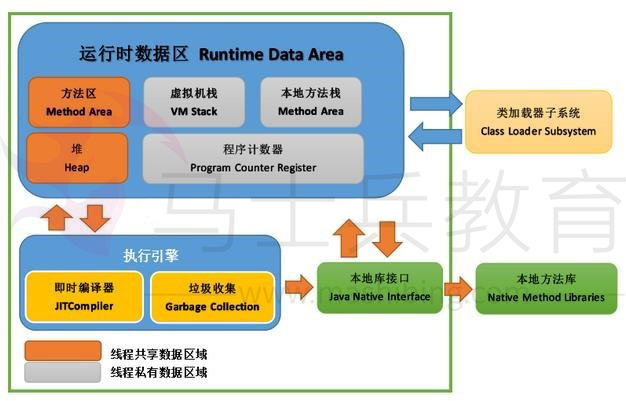 运行时数据区 Runtime Data Area
方法区
Method Area
虚拟机栈
VM Stack
本地方法栈
Method Area
堆
Heap
程序计数器
Program Counter Register
类加载器子系统
Class Loader Subsystem
执行引擎
即时编译器
JITCompiler
垃圾收集
Garbage Collection
本地库接口
Java Native Interface
本地方法库
Native Method Libraries
线程共享数据区域
线程私有数据区域
马士兵教育
www.mashibing.com